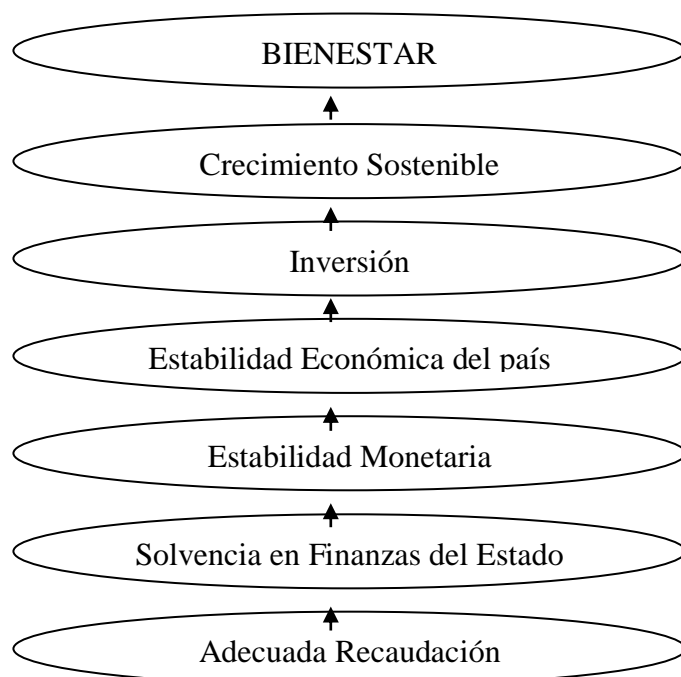 BIENESTAR
Crecimiento Sostenible
Inversión
Estabilidad Económica del país
Estabilidad Monetaria
Solvencia en Finanzas del Estado
Adecuada Recaudación